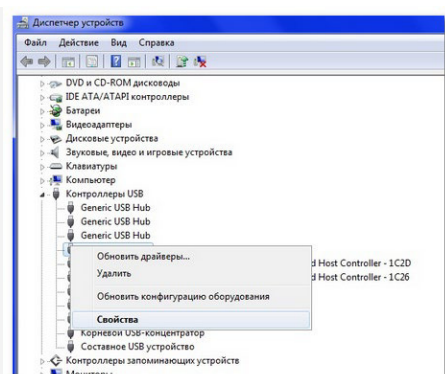 Диспетчер устройств
Файл Действие Вид Справка
DVD и CD-ROM дисководы
IDE ATA/ATAPI контроллеры
Батареи
Видеоадаптеры
Дисковые устройства
Звуковые, видео и игровые устройства
Клавиатуры
Компьютер
Контроллеры USB
Generic USB Hub
Generic USB Hub
Generic USB Hub
Обновить драйверы...
d Host Controller - 1C2D
Удалить
d Host Controller - 1C26
Обновить конфигурацию оборудования
Свойства
Корневой USB-концентратор
Составное USB устройство
Контроллеры запоминающих устройств
Мониторы